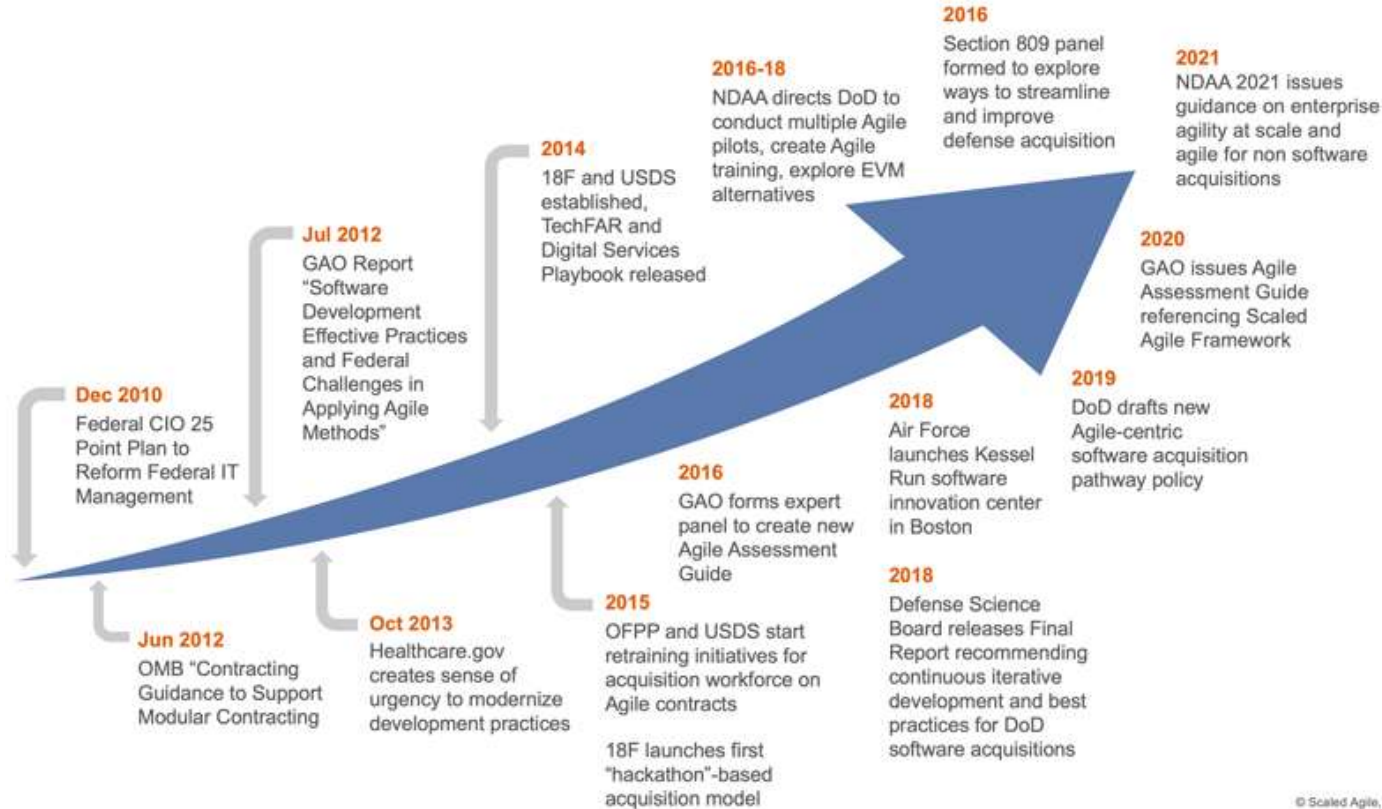 Dec 2010
Federal CIO 25
Point Plan to
Reform Federal IT
Management
Jun 2012
OMB "Contracting
Guidance to Support
Modular Contracting
Jul 2012
GAO Report
"Software
Development
Effective Practices
and Federal
Challenges in
Applying Agile
Methods"
Oct 2013
Healthcare.gov
creates sense of
urgency to modernize
development practices
2014
18F and USDS
established,
TechFAR and
Digital Services
Playbook released
2015
OFPP and USDS start
retraining initiatives for
acquisition workforce on
Agile contracts
18F launches first
"hackathon"-based
acquisition model
2016-18
NDAA directs DoD to
conduct multiple Agile
pilots, create Agile
training, explore EVM
alternatives
2016
GAO forms expert
panel to create new
Agile Assessment
Guide
2016
Section 809 panel
formed to explore
ways to streamline
and improve
defense acquisition
2018
Air Force
launches Kessel
Run software
innovation center
in Boston
2018
Defense Science
Board releases Final
Report recommending
continuous iterative
development and best
practices for DoD
software acquisitions
2019
DoD drafts new
Agile-centric
software acquisition
pathway policy
2020
GAO issues Agile
Assessment Guide
referencing Scaled
Agile Framework
2021
NDAA 2021 issues
guidance on enterprise
agility at scale and
agile for non software
acquisitions
© Scaled Agile,